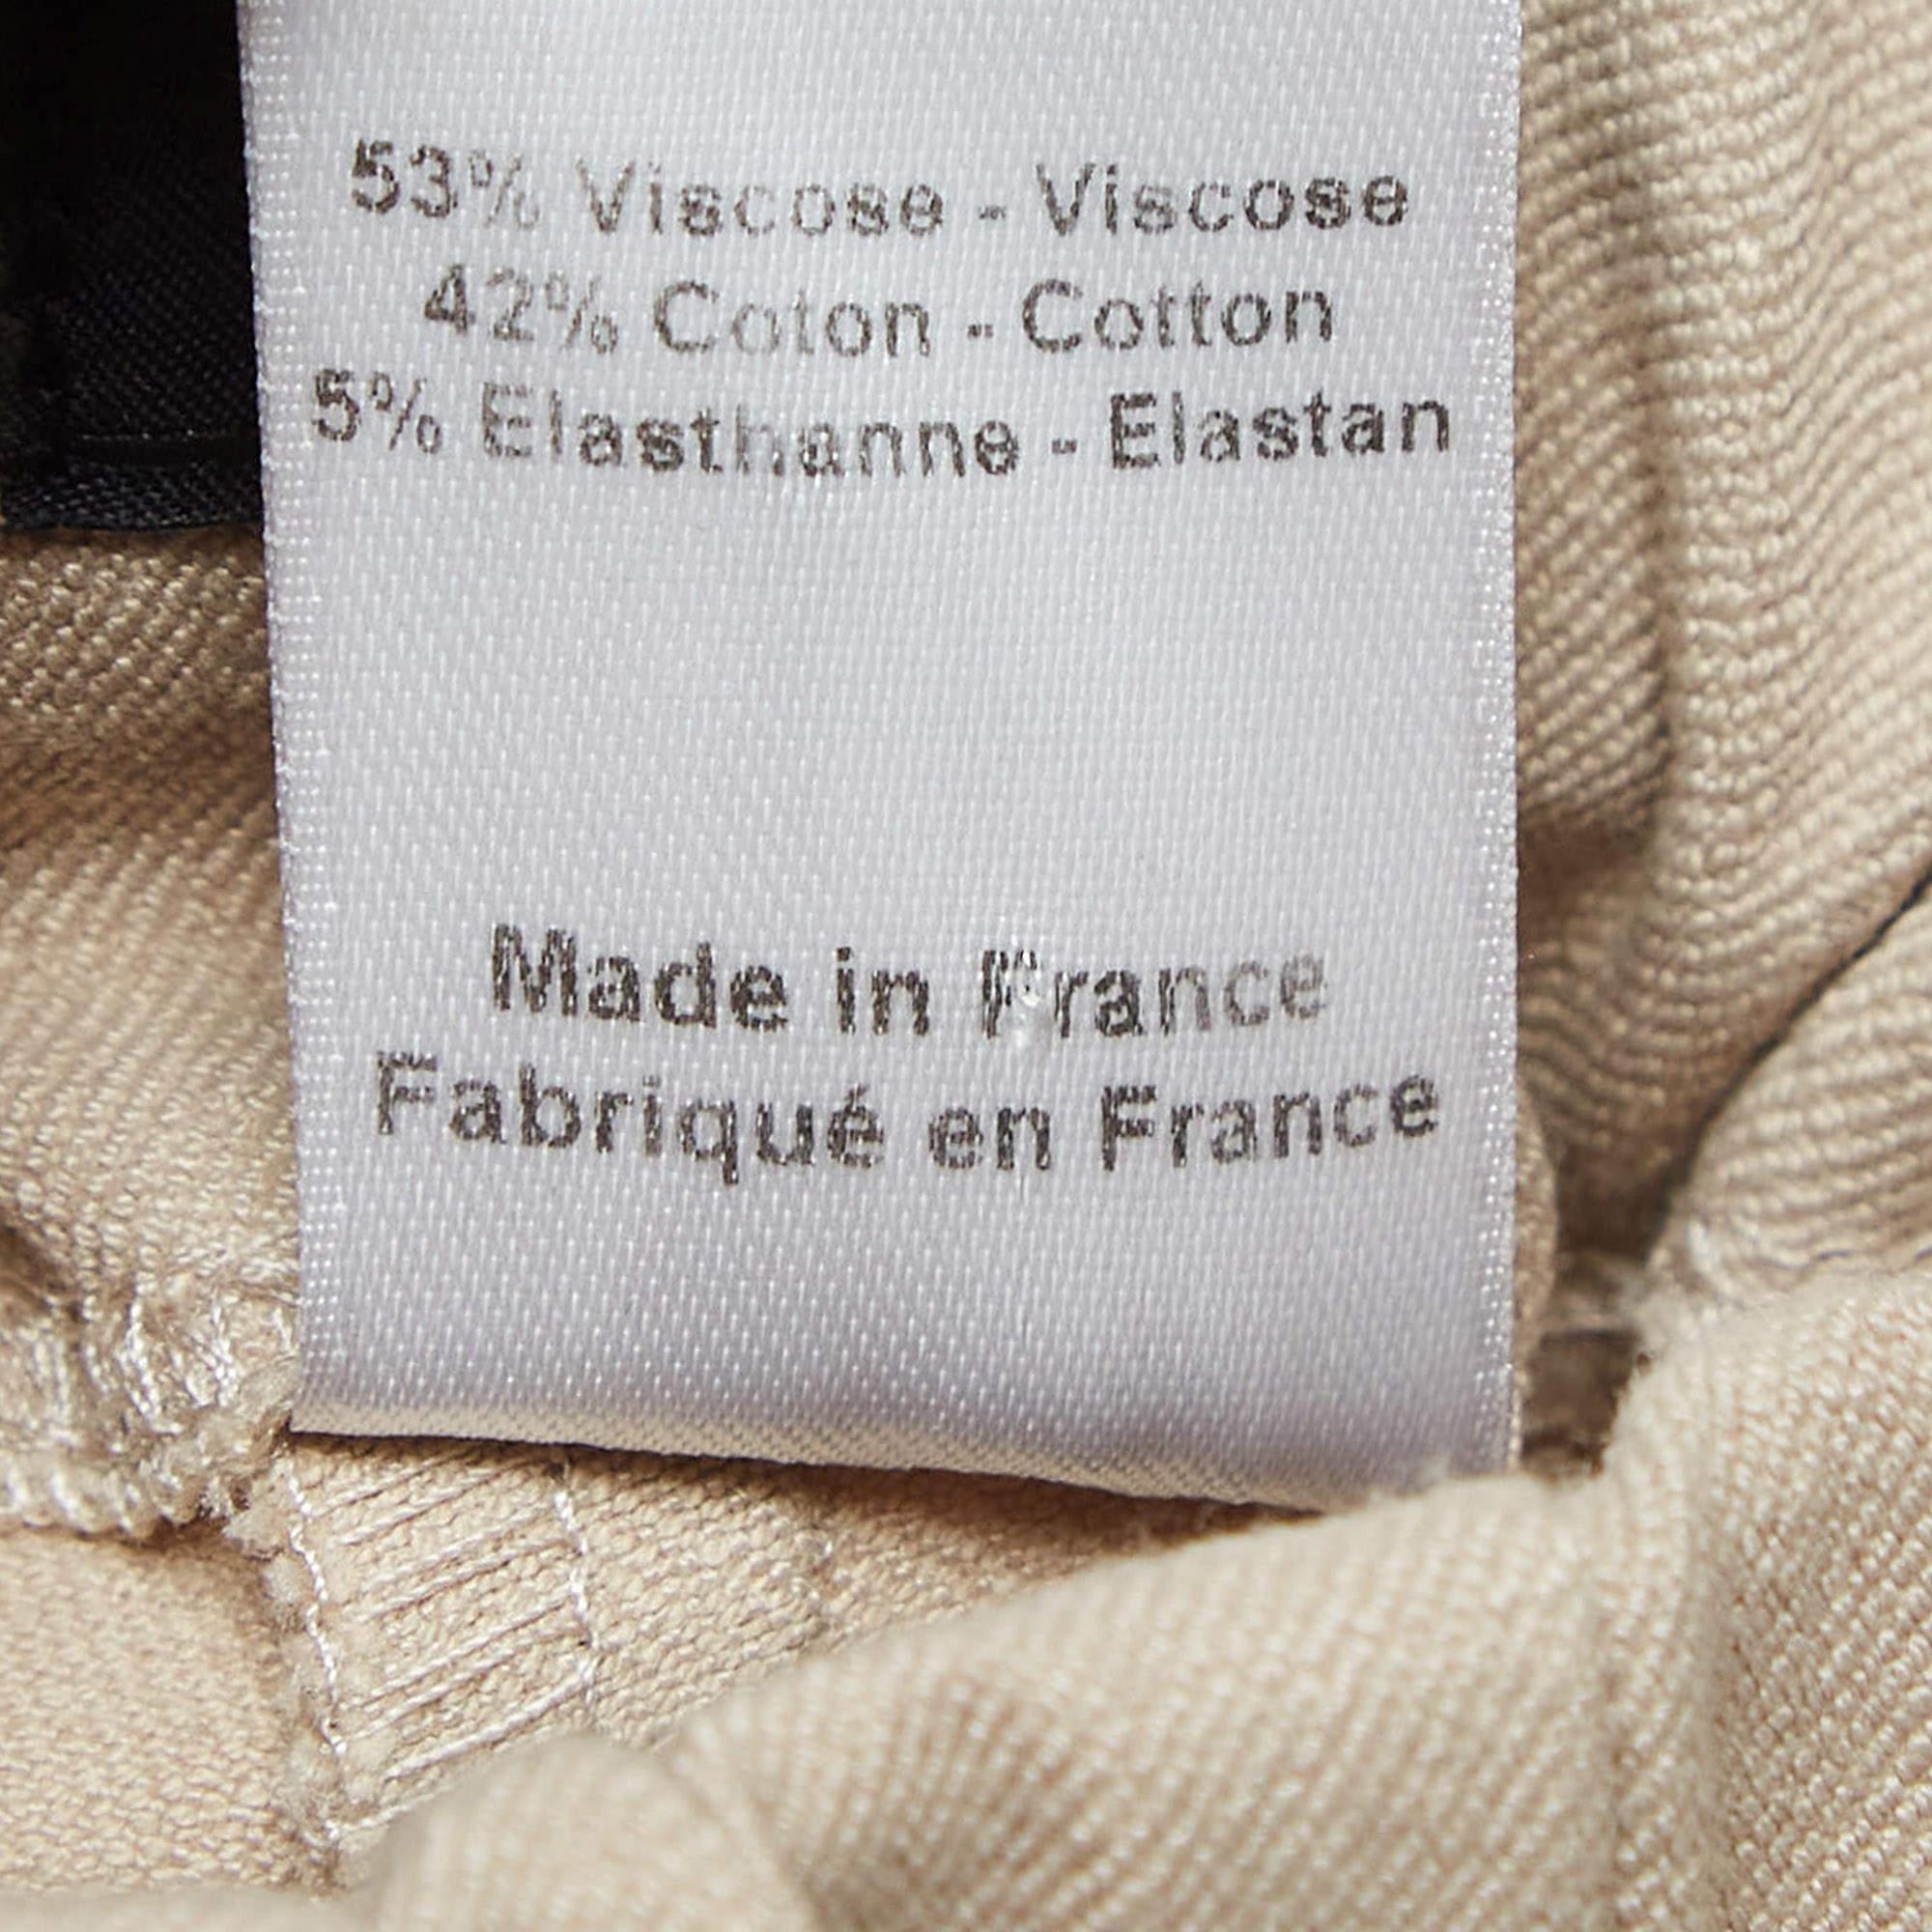 53% Viscose - Viscose
42% Coton - Cotton
5% Elasthanne - Elastan
Made in France
Fabriqué en France